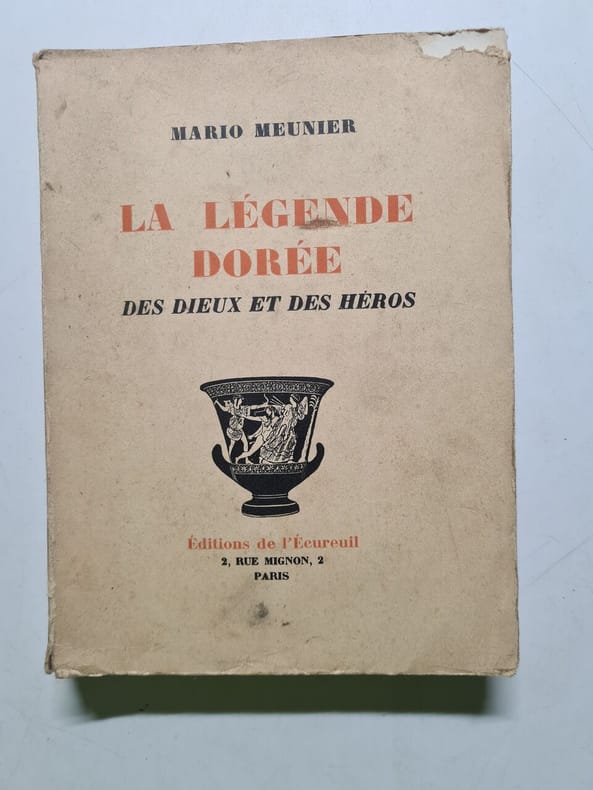 MARIO MEUNIER
LA LÉGENDE
DORÉE
DES DIEUX ET DES HÉROS
Éditions de l'Écureuil
2, RUE MIGNON, 2
PARIS